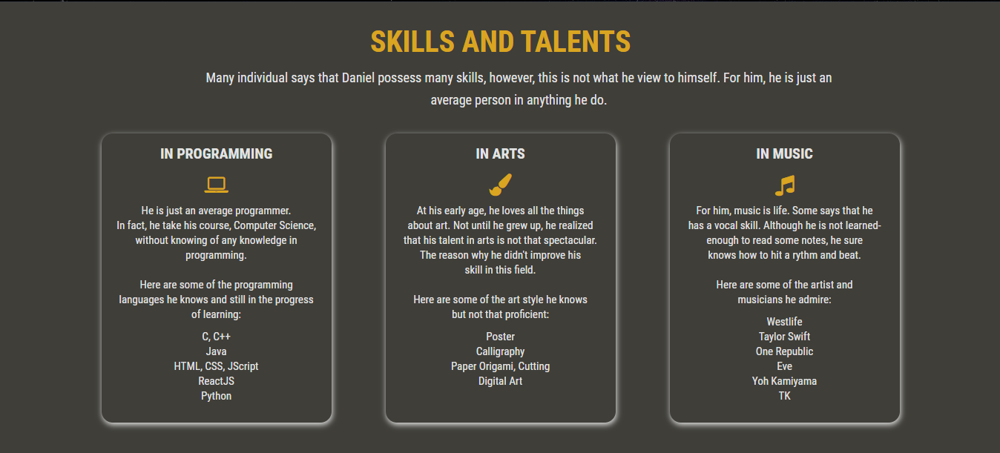 SKILLS AND TALENTS
Many individual says that Daniel possess many skills, however, this is not what he view to himself. For him, he is just an
average person in anything he do.
IN PROGRAMMING
He is just an average programmer.
In fact, he take his course, Computer Science,
without knowing of any knowledge in
programming.
Here are some of the programming
languages he knows and still in the progress
of learning:
C, C++
Java
HTML, CSS, JScript
ReactJS
Python
IN ARTS
At his early age, he loves all the things
about art. Not until he grew up, he realized
that his talent in arts is not that spectacular.
The reason why he didn't improve his
skill in this field.
Here are some of the art style he knows
but not that proficient:
Poster
Calligraphy
Paper Origami, Cutting
Digital Art
IN MUSIC
For him, music is life. Some says that he
has a vocal skill. Although he is not learned-
enough to read some notes, he sure
knows how to hit a rythm and beat.
Here are some of the artist and
musicians he admire:
Westlife
Taylor Swift
One Republic
Eve
Yoh Kamiyama
TK